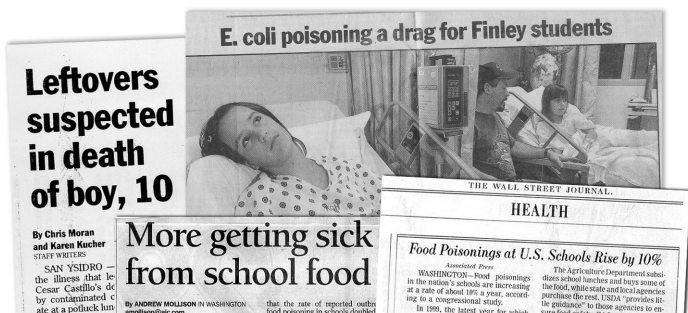 E. coli poisoning a drag for Finley students
Leftovers
suspected
in death
of boy, 10
By Chris Moran
and Karen Kucher
STAFF WRITERS
SAN YSIDRO —
the illness that
Cesar Castillo's
by contaminated
ate at a potluck
More getting sick
from school food
By ANDREW MOLLISON IN WASHINGTON
amollison@ajc.com
that the rate of reported
food poisoning in schools doubled
THE WALL STREET JOURNAL.
HEALTH
Food Poisonings at U.S. Schools Rise by 10%
Associated Press
WASHINGTON—Food poisonings
in the nation's schools are increasing
at a rate of about 10% a year, accord-
ing to a congressional study.
In 1999, the latest year for which
The Agriculture Department subsi-
dizes school lunches and buys some of
the food, while state and local agencies
purchase the rest. USDA "provides lit-
tle guidance" to those agencies to en-
sure food